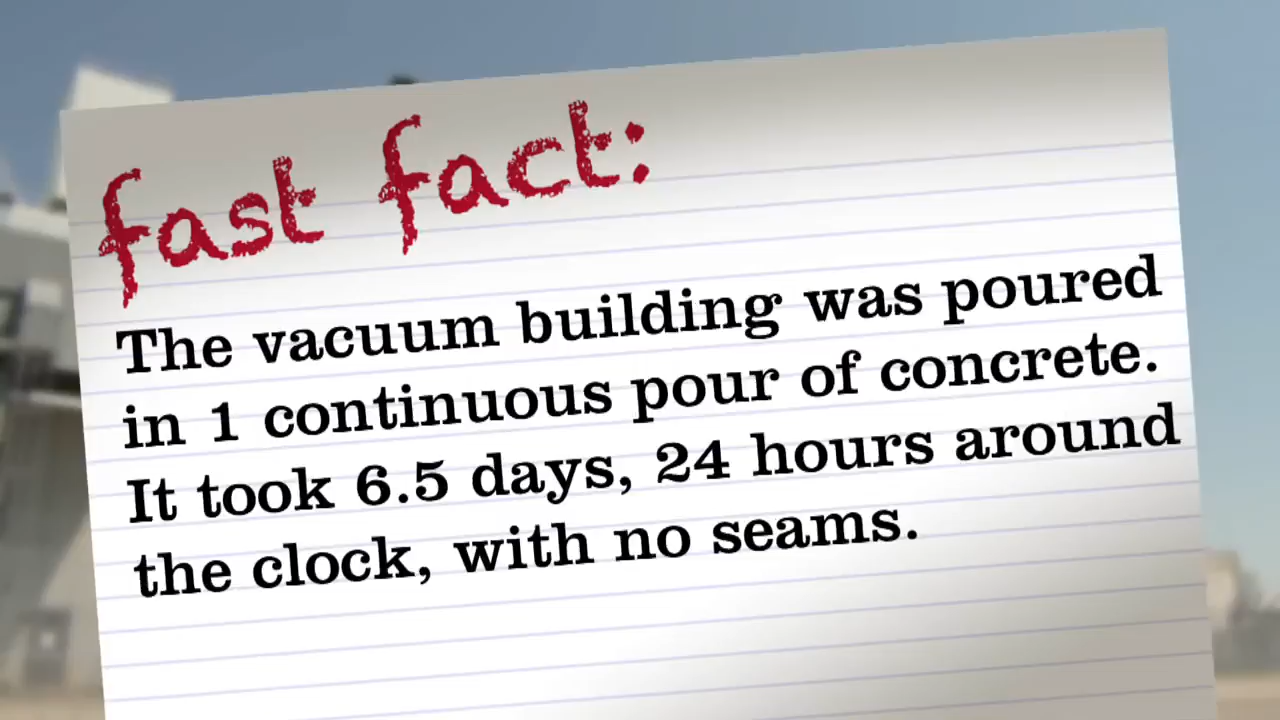 fast fact:
The vacuum building was poured
in 1 continuous pour of concrete.
It took 6.5 days, 24 hours around
the clock, with no seams.